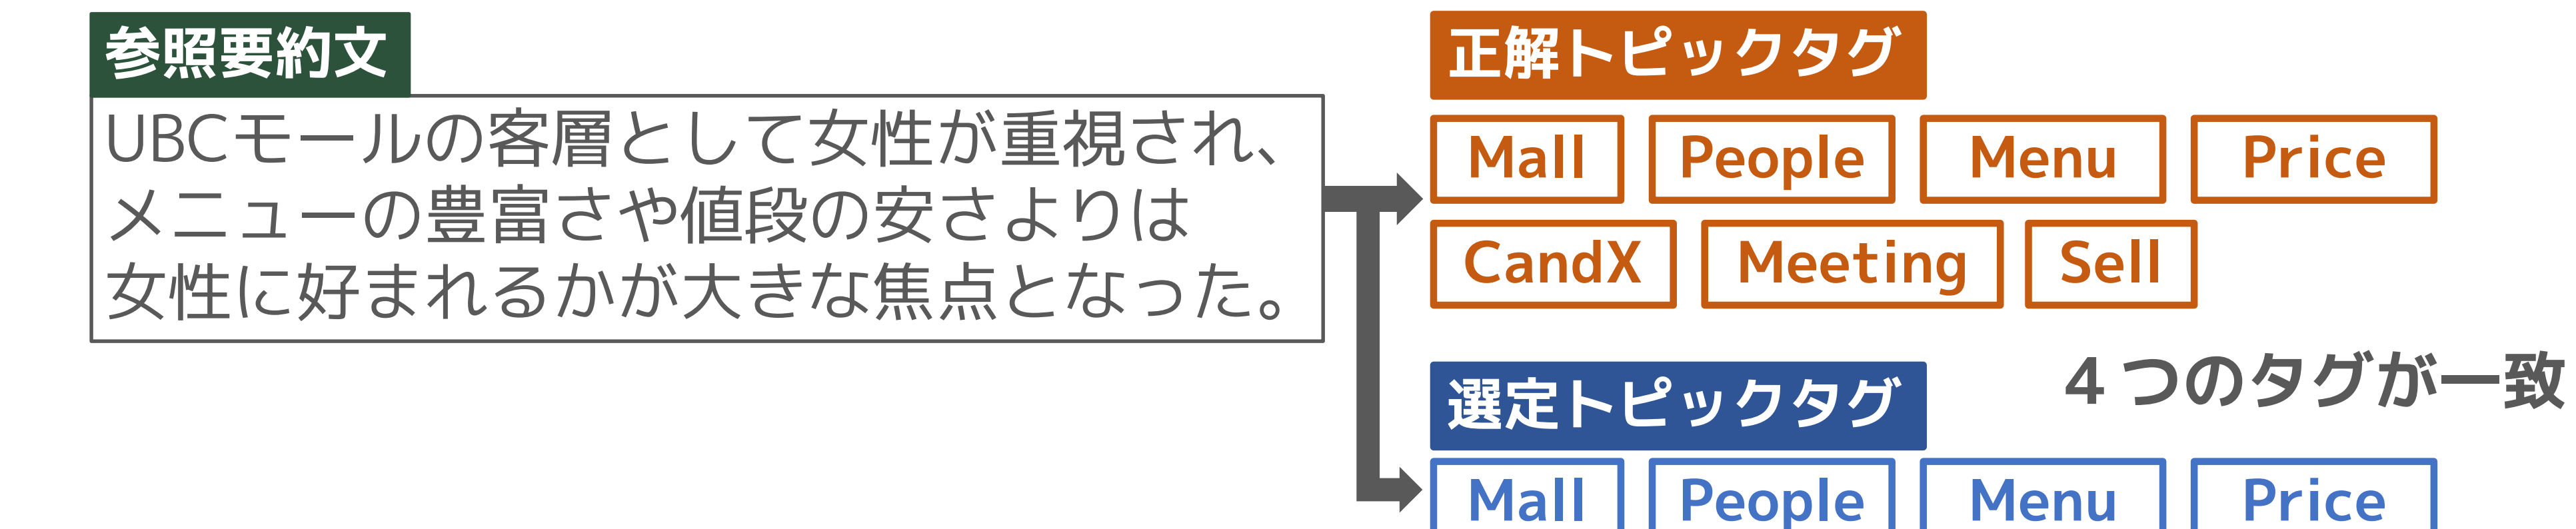 参照要約文
UBCモールの客層として女性が重視され、
メニューの豊富さや値段の安さよりは
女性に好まれるかが大きな焦点となった。
正解トピックタグ
Mall People Menu Price
CandX Meeting Sell
４つのタグが一致
選定トピックタグ
Mall People Menu Price